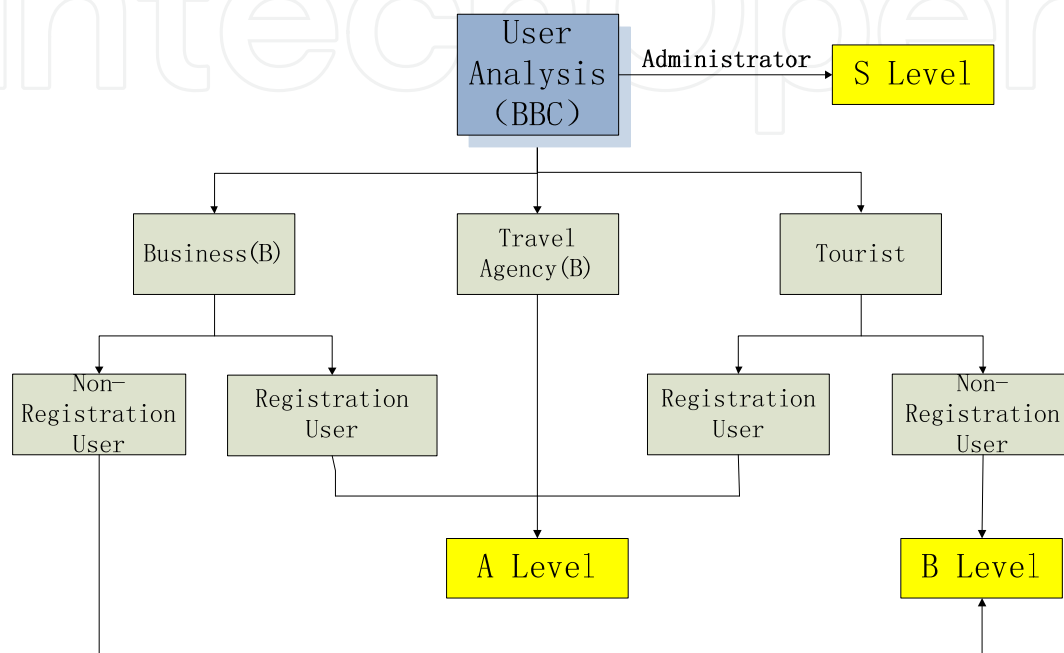 IntechOpen
User
Analysis
(BBC)
Administrator
S Level
Business(B)
Travel
Agency(B)
Tourist
Non-
Registration
User
Registration
User
Registration
User
Non-
Registration
User
A Level
B Level